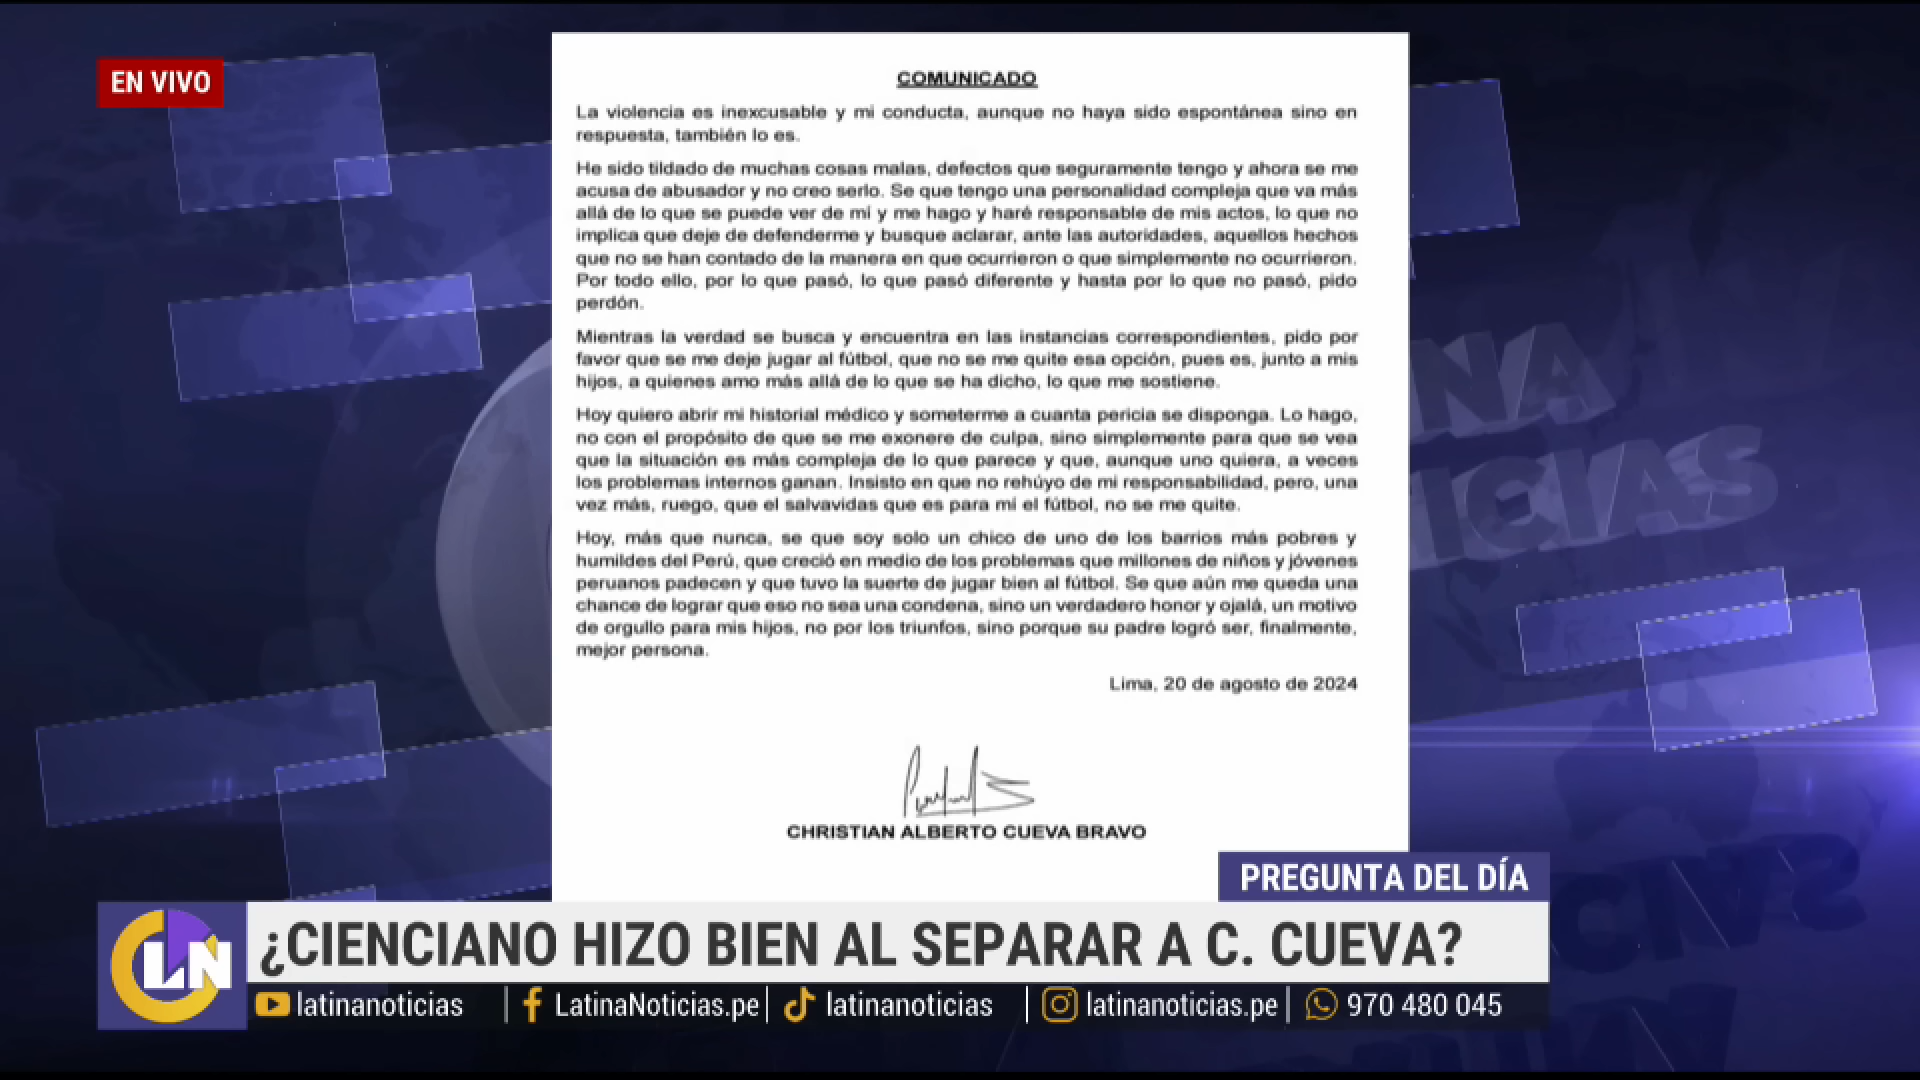 EN VIVO
COMUNICADO
La violencia es inexcusable y mi conducta, aunque no haya sido espontánea sino en
respuesta, también lo es.
He sido tildado de muchas cosas malas, defectos que seguramente tengo y ahora se me
acusa de abusador y no creo serlo. Se que tengo una personalidad compleja que va más
allá de lo que se puede ver de mí y me hago y haré responsable de mis actos, lo que no
implica que deje de defenderme y busque aclarar, ante las autoridades, aquellos hechos
que no se han contado de la manera en que ocurrieron o que simplemente no ocurrieron.
Por todo ello, por lo que pasó, lo que pasó diferente y hasta por lo que no pasó, pido
perdón.
Mientras la verdad se busca y encuentra en las instancias correspondientes, pido por
favor que se me deje jugar al fútbol, que no se me quite esa opción, pues es, junto a mis
hijos, a quienes amo más allá de lo que se ha dicho, lo que me sostiene.
Hoy quiero abrir mi historial médico y someterme a cuanta pericia se disponga. Lo hago,
no con el propósito de que se me exonere de culpa, sino simplemente para que se vea
que la situación es más compleja de lo que parece y que, aunque uno quiera, a veces
los problemas internos ganan. Insisto en que no rehúyo de mi responsabilidad, pero, una
vez más, ruego, que el salvavidas que es para mí el fútbol, no se me quite.
Hoy, más que nunca, se que soy solo un chico de uno de los barrios más pobres y
humildes del Perú, que creció en medio de los problemas que millones de niños y jóvenes
peruanos padecen y que tuvo la suerte de jugar bien al fútbol. Se que aún me queda una
chance de lograr que eso no sea una condena, sino un verdadero honor y ojalá, un motivo
de orgullo para mis hijos, no por los triunfos, sino porque su padre logró ser, finalmente,
mejor persona.
Lima, 20 de agosto de 2024
CHRISTIAN ALBERTO CUEVA BRAVO
PREGUNTA DEL DÍA
LN
¿CIENCIANO HIZO BIEN AL SEPARAR A C. CUEVA?
latinanoticias | LatinaNoticias.pe | latinanoticias | latinanoticias.pe | 970 480 045